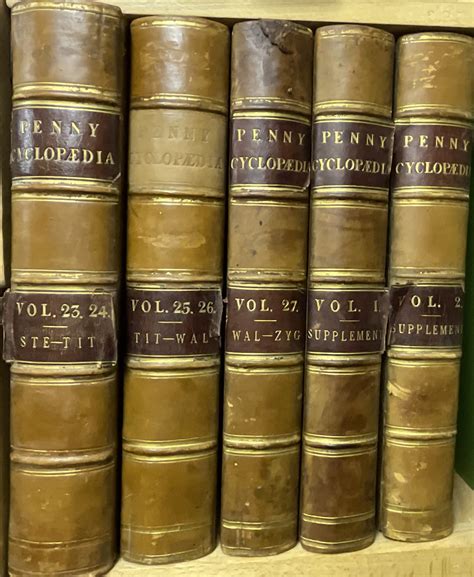 PENNY
CYCLOPÆDIA
VOL. 23. 24.
STE-TIT
PENNY
CYCLOPÆDIA
VOL. 25. 26.
TIT-WAL
PENNY
CYCLOPÆDIA
VOL. 27.
WAL-ZYG
PENNY
CYCLOPÆDIA
VOL. 1.
SUPPLEMENT
PENNY
CYCLOPÆDIA
VOL. 2.
SUPPLEMENT